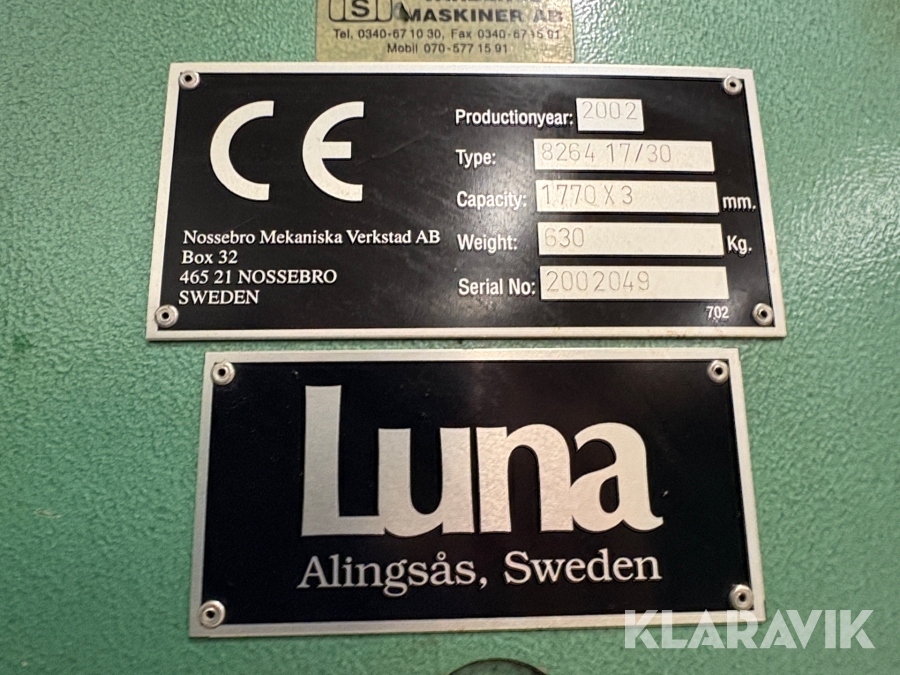 S
MASKINER AB
Tel, 0340-67 10 30, Fax 0340-67 15 91
Mobil 070-577 15 91
CE
Nossebro Mekaniska Verkstad AB
Box 32
465 21 NOSSEBRO
SWEDEN
Productionyear: 2002
Type: 8264 17/30
Capacity: 1770 X 3 mm.
Weight: 630 Kg.
Serial No: 2002049
702
Luna
Alingsås, Sweden
KLARAVIK